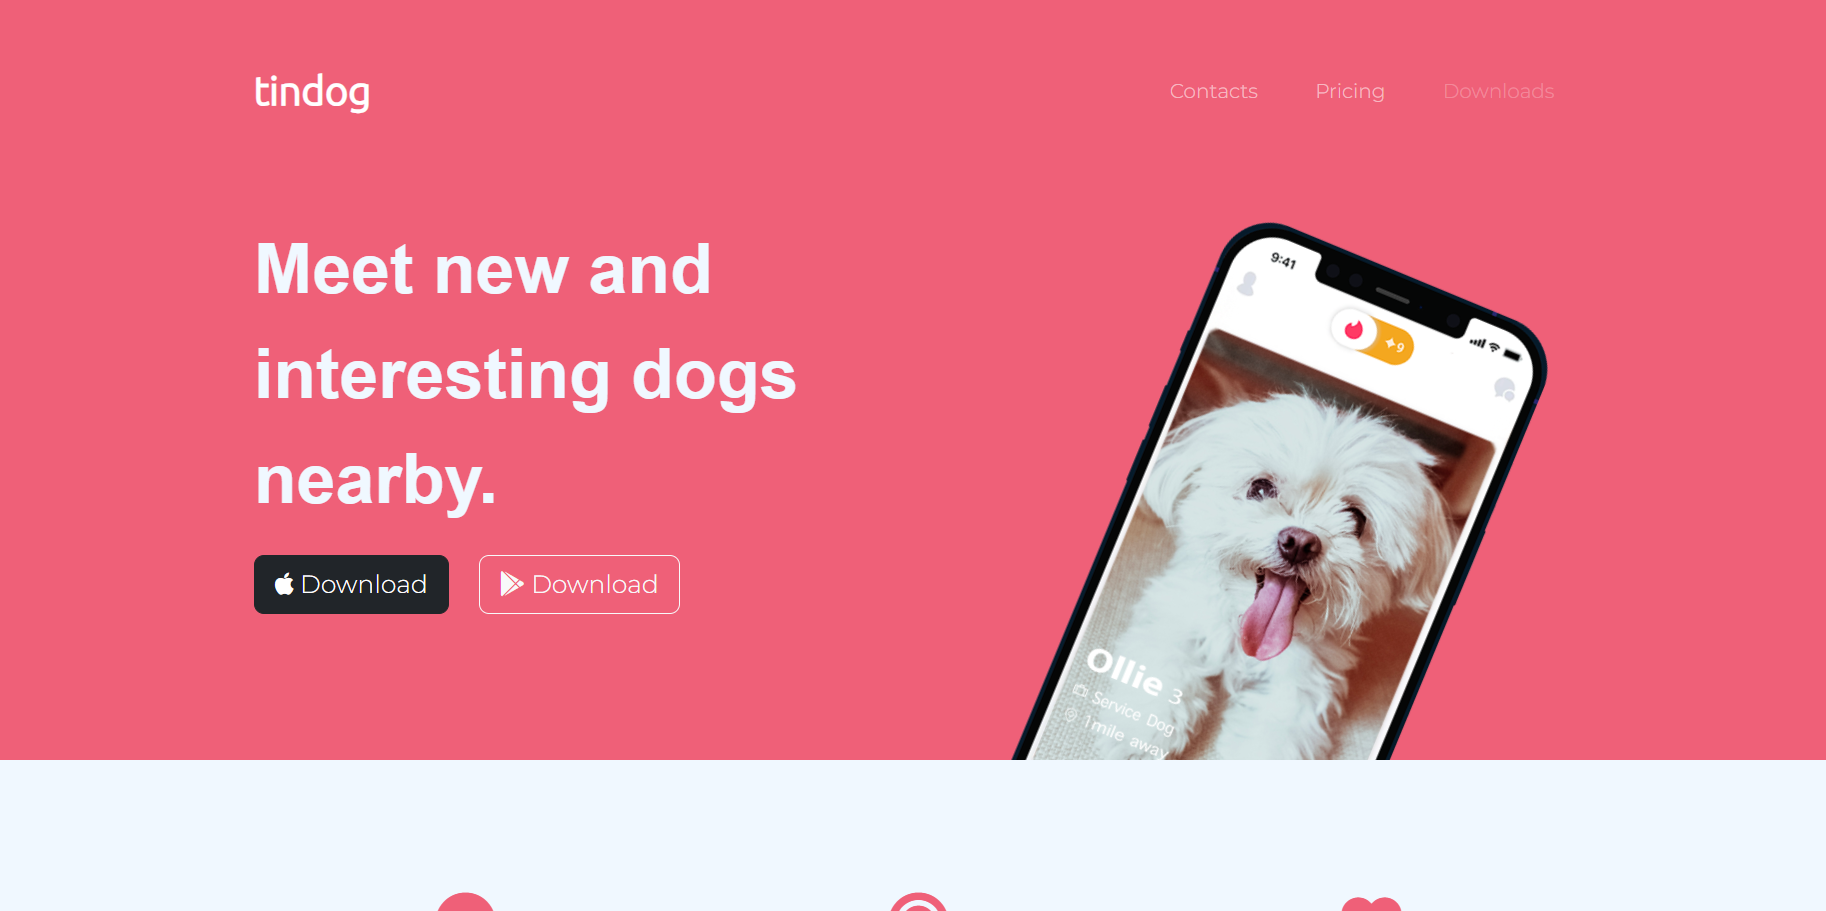 tindog
Contacts Pricing Downloads
Meet new and
interesting dogs
nearby.
Download Download
9:41
9
Ollie 3
Service Dog
1 mile away